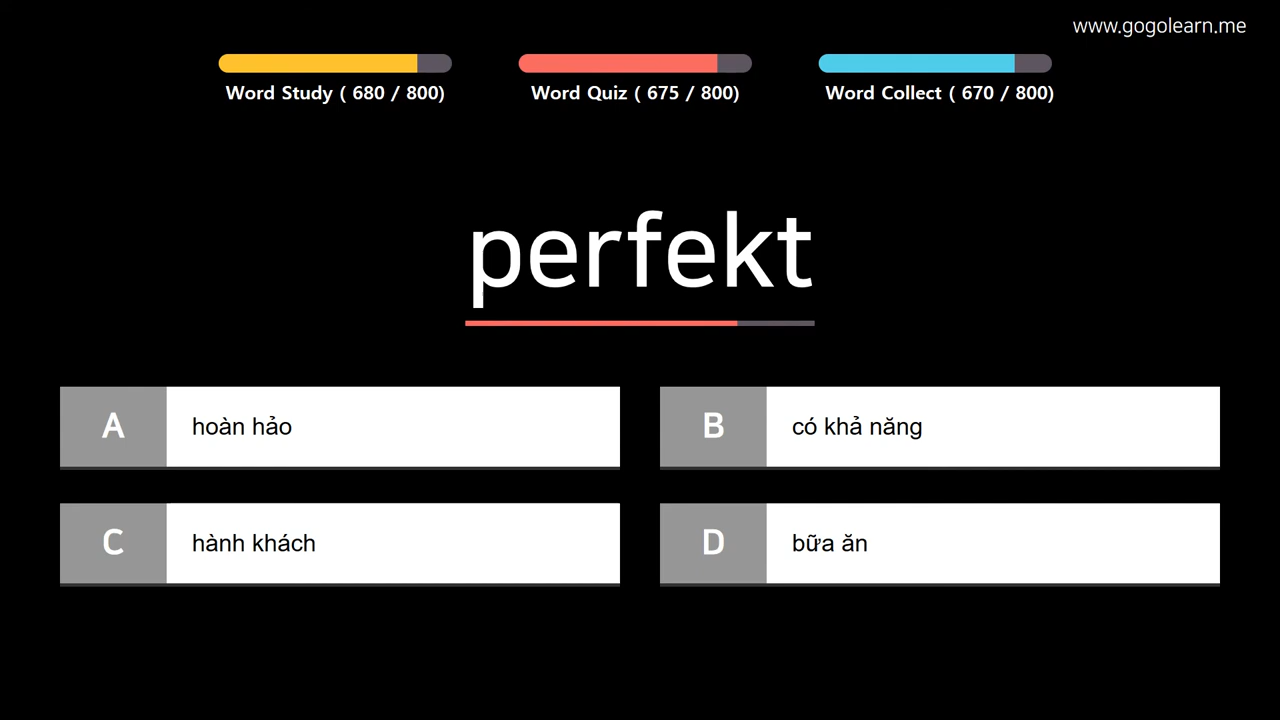 www.gogolearn.me
Word Study ( 680 / 800)
Word Quiz ( 675 / 800)
Word Collect ( 670 / 800)
perfekt
A hoàn hảo
B có khả năng
C hành khách
D bữa ăn